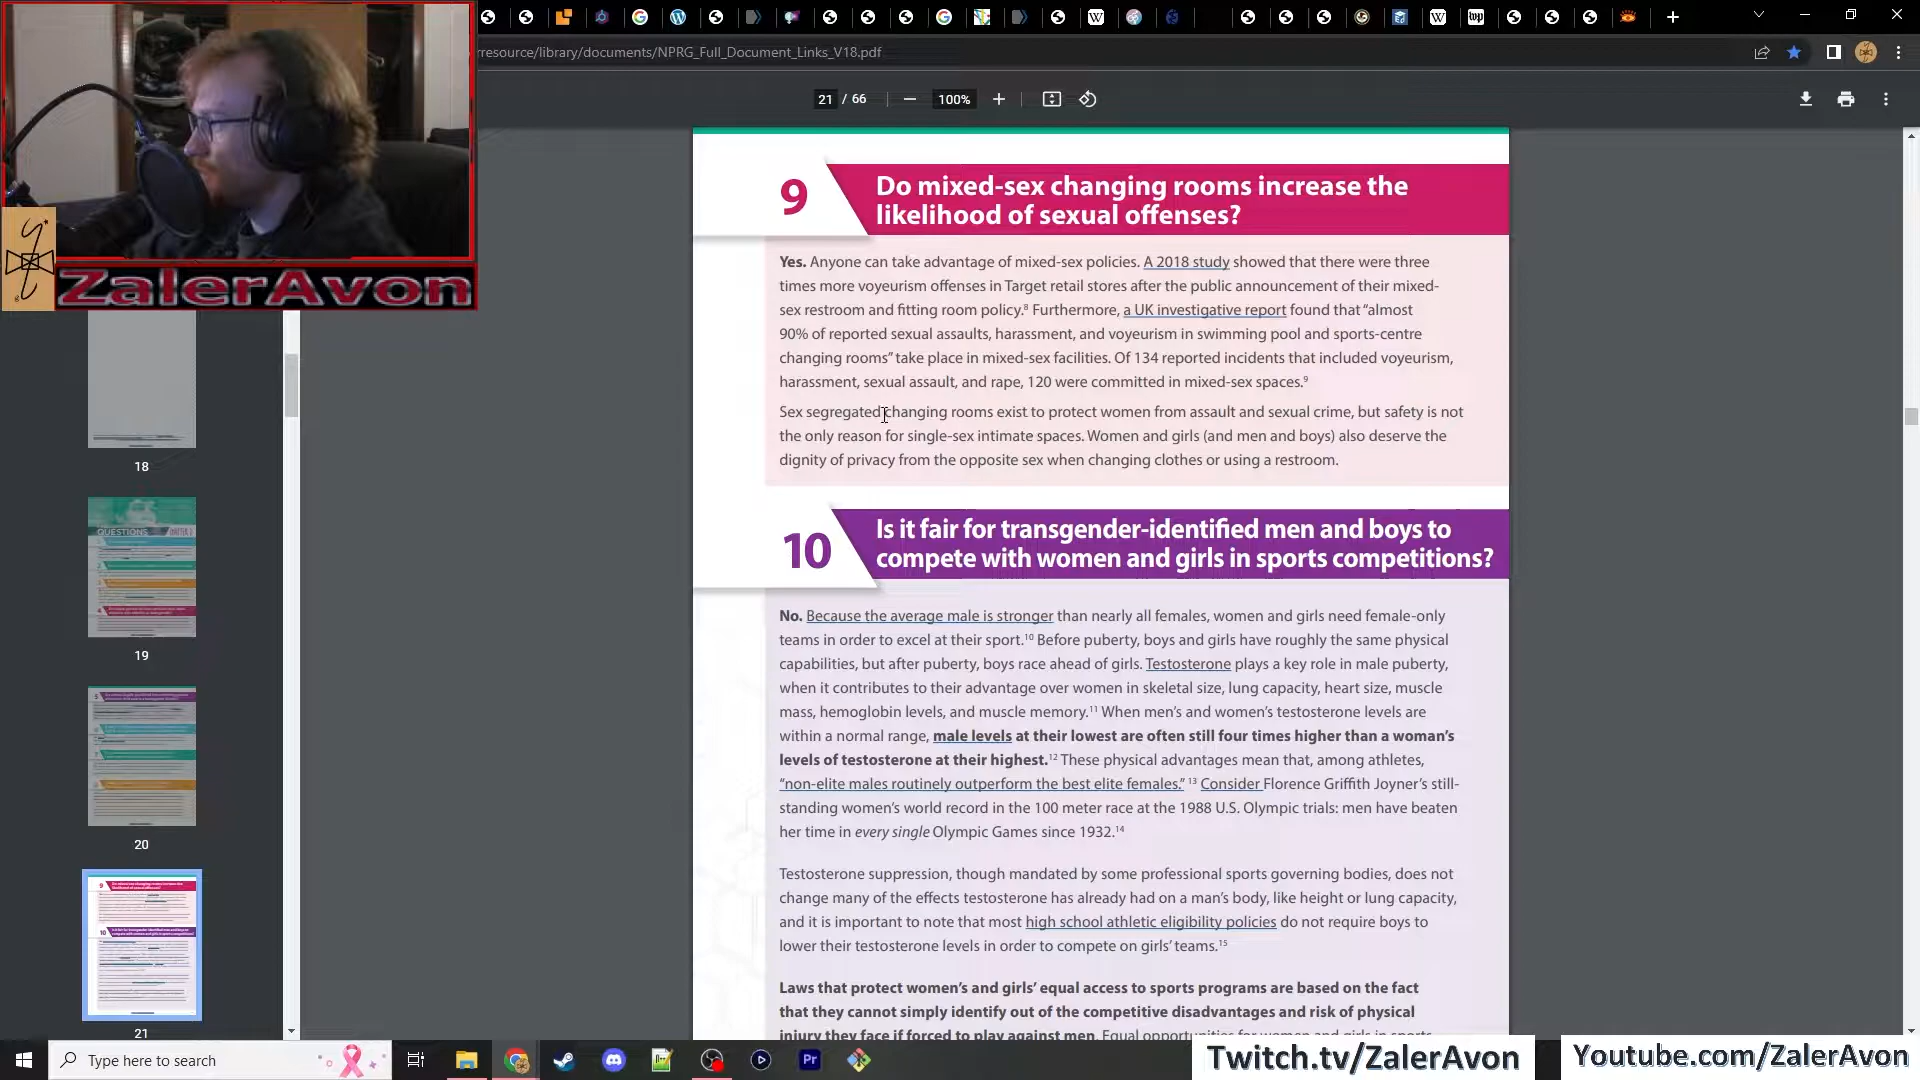 rresource/library/documents/NPRG_Full_Document_Links_V18.pdf
21 / 66
100%
ZalerAvon
18
19
20
21
9
Do mixed-sex changing rooms increase the
likelihood of sexual offenses?
Yes. Anyone can take advantage of mixed-sex policies. A 2018 study showed that there were three
times more voyeurism offenses in Target retail stores after the public announcement of their mixed-
sex restroom and fitting room policy.⁸ Furthermore, a UK investigative report found that “almost
90% of reported sexual assaults, harassment, and voyeurism in swimming pool and sports-centre
changing rooms” take place in mixed-sex facilities. Of 134 reported incidents that included voyeurism,
harassment, sexual assault, and rape, 120 were committed in mixed-sex spaces.⁹
Sex segregated changing rooms exist to protect women from assault and sexual crime, but safety is not
the only reason for single-sex intimate spaces. Women and girls (and men and boys) also deserve the
dignity of privacy from the opposite sex when changing clothes or using a restroom.
10
Is it fair for transgender-identified men and boys to
compete with women and girls in sports competitions?
No. Because the average male is stronger than nearly all females, women and girls need female-only
teams in order to excel at their sport.¹⁰ Before puberty, boys and girls have roughly the same physical
capabilities, but after puberty, boys race ahead of girls. Testosterone plays a key role in male puberty,
when it contributes to their advantage over women in skeletal size, lung capacity, heart size, muscle
mass, hemoglobin levels, and muscle memory.¹¹ When men’s and women’s testosterone levels are
within a normal range, male levels at their lowest are often still four times higher than a woman’s
levels of testosterone at their highest.¹² These physical advantages mean that, among athletes,
“non-elite males routinely outperform the best elite females.” ¹³ Consider Florence Griffith Joyner’s still-
standing women’s world record in the 100 meter race at the 1988 U.S. Olympic trials: men have beaten
her time in every single Olympic Games since 1932.¹⁴
Testosterone suppression, though mandated by some professional sports governing bodies, does not
change many of the effects testosterone has already had on a man’s body, like height or lung capacity,
and it is important to note that most high school athletic eligibility policies do not require boys to
lower their testosterone levels in order to compete on girls’ teams.¹⁵
Laws that protect women’s and girls’ equal access to sports programs are based on the fact
that they cannot simply identify out of the competitive disadvantages and risk of physical
injury they face if forced to play against men. Equal opportunities for women and girls in sports
Type here to search
Twitch.tv/ZalerAvon
Youtube.com/ZalerAvon